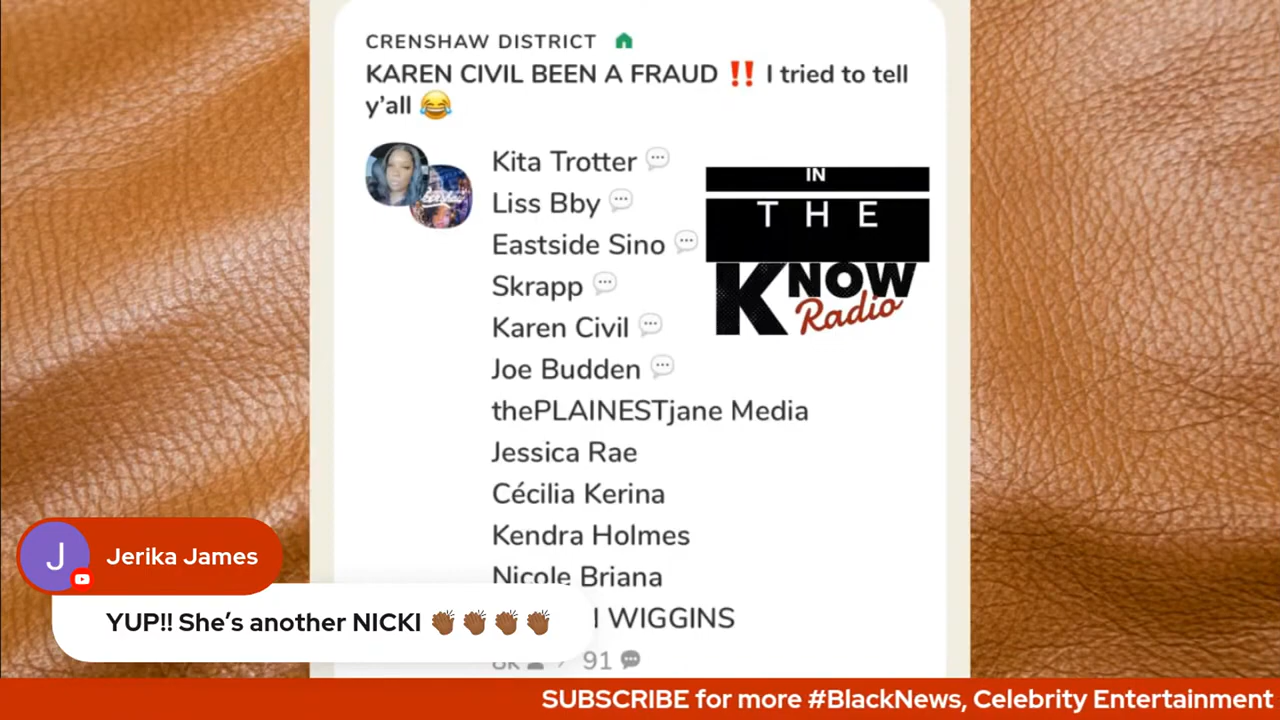 CRENSHAW DISTRICT
KAREN CIVIL BEEN A FRAUD ‼️ I tried to tell
y’all 😂
Kita Trotter
Liss Bby
Eastside Sino
Skrapp
Karen Civil
Joe Budden
thePLAINESTjane Media
Jessica Rae
Cécilia Kerina
Kendra Holmes
Nicole Briana
WIGGINS
91
IN
THE
KNOW
Radio
J
Jerika James
YUP!! She’s another NICKI 👏🏾 👏🏾 👏🏾 👏🏾
SUBSCRIBE for more #BlackNews, Celebrity Entertainment